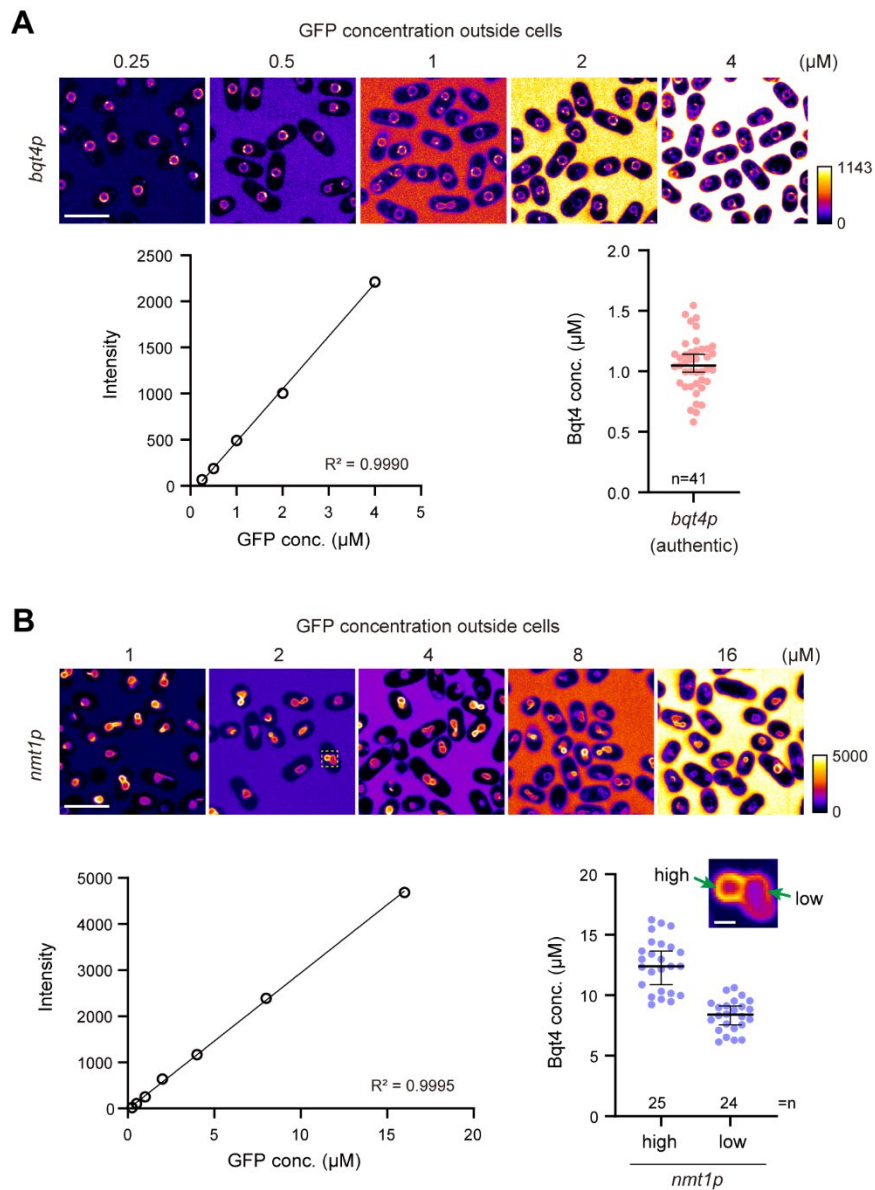 A
GFP concentration outside cells
0.25 0.5 1 2 4 (µM)
bqt4p
1143
0
2500
2000
1500
1000
500
0
Intensity
R² = 0.9990
0 1 2 3 4 5
GFP conc. (µM)
2.0
1.5
1.0
0.5
0.0
Bqt4 conc. (µM)
n=41
bqt4p
(authentic)
B
GFP concentration outside cells
1 2 4 8 16 (µM)
nmt1p
5000
0
5000
4000
3000
2000
1000
0
Intensity
R² = 0.9995
0 5 10 15 20
GFP conc. (µM)
20
15
10
5
0
Bqt4 conc. (µM)
high
low
25 24 =n
high low
nmt1p